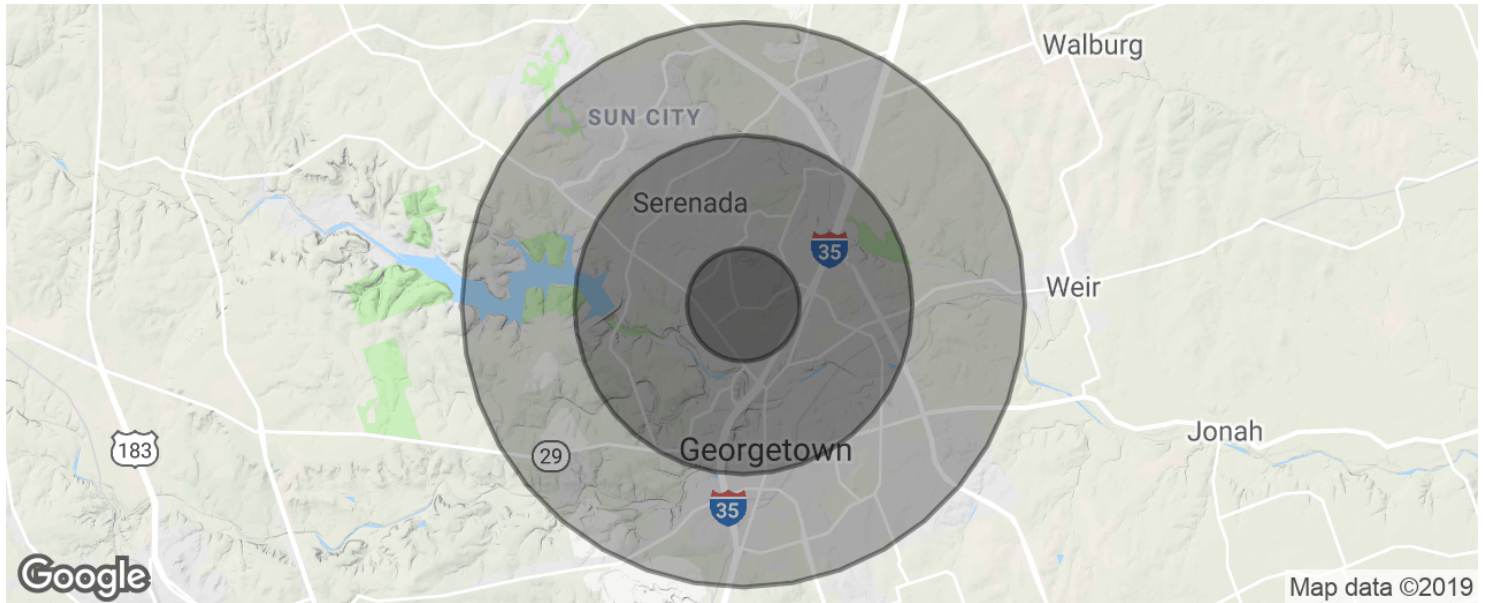 Walburg
SUN CITY
Serenada
35
Weir
Jonah
183
29
Georgetown
35
Google
Map data ©2019